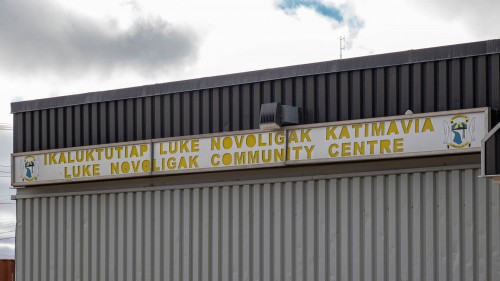 IKALUKTUTIAP LUKE NOVOLIGAK KATIMAVIA
LUKE NOVOLIGAK COMMUNITY CENTRE